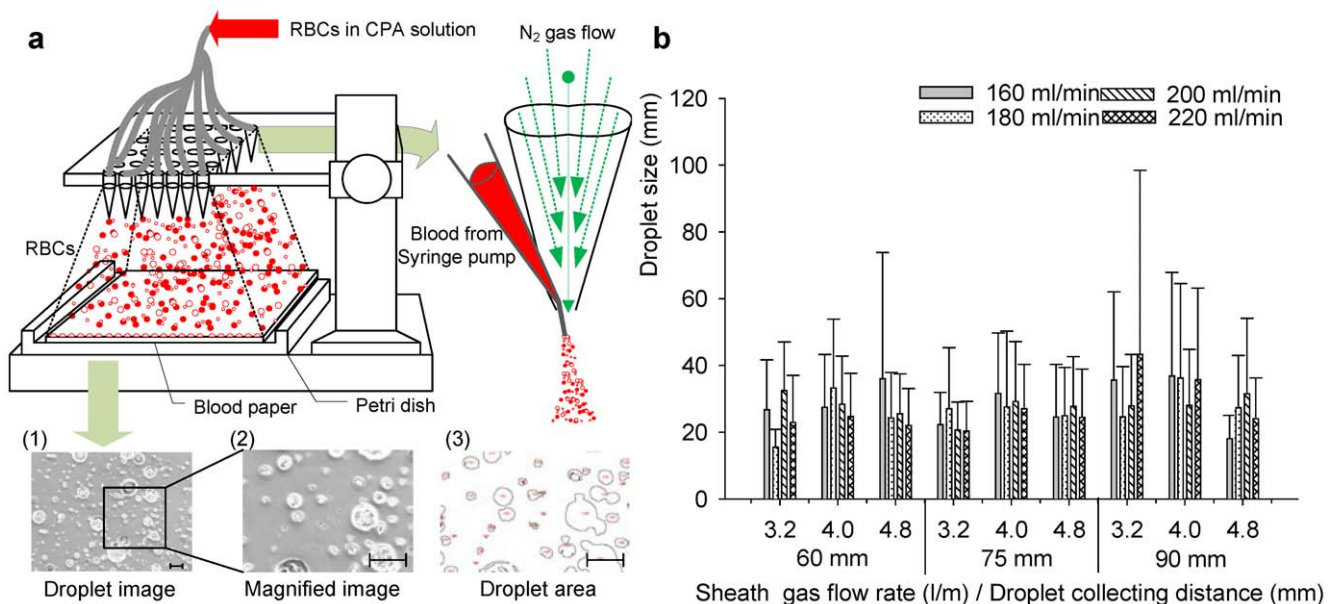 a
RBCs in CPA solution
N₂ gas flow
RBCs
Blood from
Syringe pump
Blood paper
Petri dish
(1)
(2)
(3)
Droplet image
Magnified image
Droplet area
b
160 ml/min
200 ml/min
180 ml/min
220 ml/min
Droplet size (mm)
120
100
80
60
40
20
0
3.2 4.0 4.8 3.2 4.0 4.8 3.2 4.0 4.8
60 mm 75 mm 90 mm
Sheath gas flow rate (l/m) / Droplet collecting distance (mm)